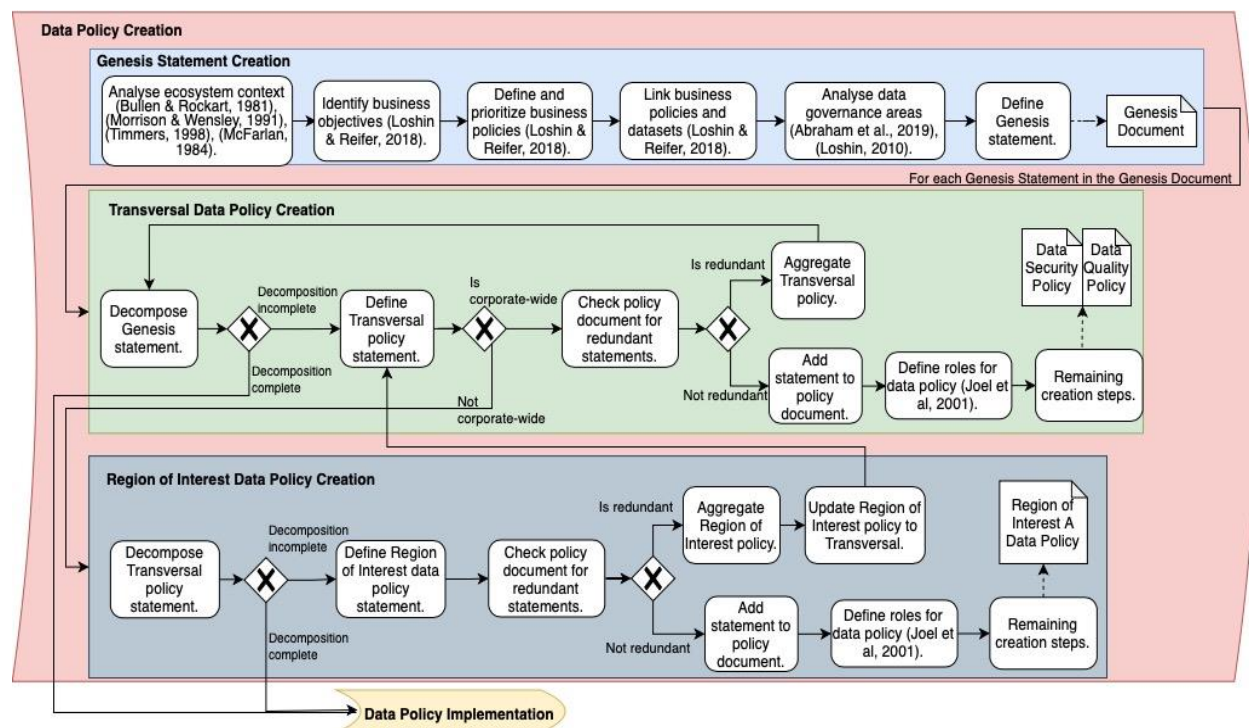 Data Policy Creation
Genesis Statement Creation
Analyse ecosystem context
(Bullen & Rockart, 1981),
(Morrison & Wensley, 1991),
(Timmers, 1998), (McFarlan,
1984).
Identify business
objectives (Loshin
& Reifer, 2018).
Define and
prioritize business
policies (Loshin &
Reifer, 2018).
Link business
policies and
datasets (Loshin &
Reifer, 2018).
Analyse data
governance areas
(Abraham et al., 2019),
(Loshin, 2010).
Define
Genesis
statement.
Genesis
Document
For each Genesis Statement in the Genesis Document
Transversal Data Policy Creation
Decompose
Genesis
statement.
Decomposition
incomplete
Decomposition
complete
Define
Transversal
policy
statement.
Is
corporate-wide
Not
corporate-wide
Check policy
document for
redundant
statements.
Is redundant
Not redundant
Aggregate
Transversal
policy.
Add
statement to
policy
document.
Define roles for
data policy (Joel et
al, 2001).
Remaining
creation steps.
Data
Security
Policy
Data
Quality
Policy
Region of Interest Data Policy Creation
Decompose
Transversal
policy
statement.
Decomposition
incomplete
Decomposition
complete
Define Region
of Interest data
policy
statement.
Check policy
document for
redundant
statements.
Is redundant
Not redundant
Aggregate
Region of
Interest policy.
Update Region of
Interest policy to
Transversal.
Add
statement to
policy
document.
Define roles for
data policy (Joel et
al, 2001).
Remaining
creation steps.
Region of
Interest A
Data Policy
Data Policy Implementation